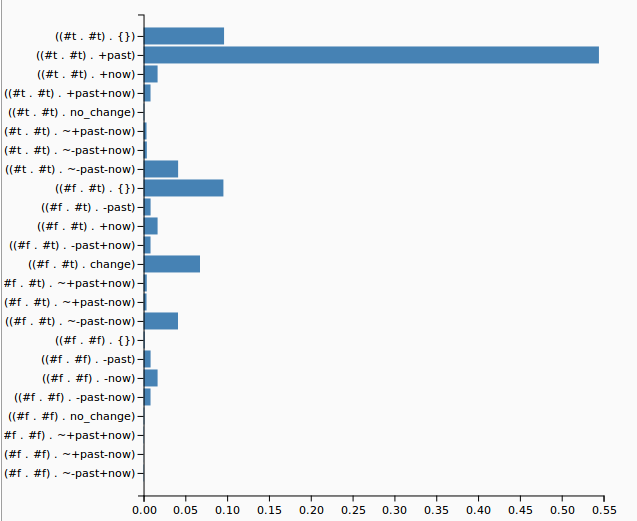 ((#t . #t) . {})
((#t . #t) . +past)
((#t . #t) . +now)
((#t . #t) . +past+now)
((#t . #t) . no_change)
(#t . #t) . ~+past-now)
(#t . #t) . ~-past+now)
((#t . #t) . ~-past-now)
((#f . #t) . {})
((#f . #t) . -past)
((#f . #t) . +now)
((#f . #t) . -past+now)
((#f . #t) . change)
#f . #t) . ~+past+now)
(#f . #t) . ~+past-now)
((#f . #t) . ~-past-now)
((#f . #f) . {})
((#f . #f) . -past)
((#f . #f) . -now)
((#f . #f) . -past-now)
((#f . #f) . no_change)
#f . #f) . ~+past+now)
(#f . #f) . ~+past-now)
(#f . #f) . ~-past+now)
0.00 0.05 0.10 0.15 0.20 0.25 0.30 0.35 0.40 0.45 0.50 0.55